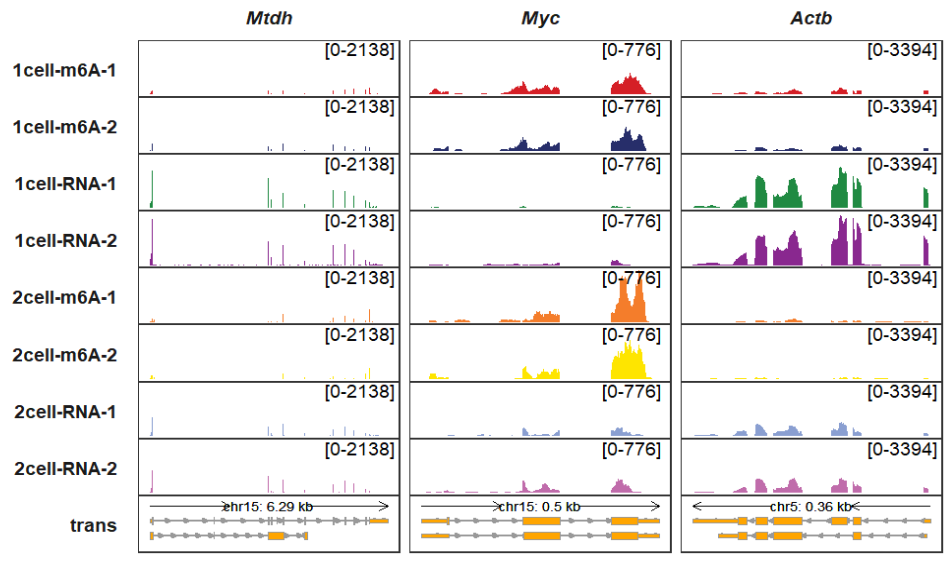 Mtdh Myc Actb
1cell-m6A-1 [0-2138] [0-776] [0-3394]
1cell-m6A-2 [0-2138] [0-776] [0-3394]
1cell-RNA-1 [0-2138] [0-776] [0-3394]
1cell-RNA-2 [0-2138] [0-776] [0-3394]
2cell-m6A-1 [0-2138] [0-776] [0-3394]
2cell-m6A-2 [0-2138] [0-776] [0-3394]
2cell-RNA-1 [0-2138] [0-776] [0-3394]
2cell-RNA-2 [0-2138] [0-776] [0-3394]
chr15: 6.29 kb chr15: 0.5 kb chr5: 0.36 kb
trans